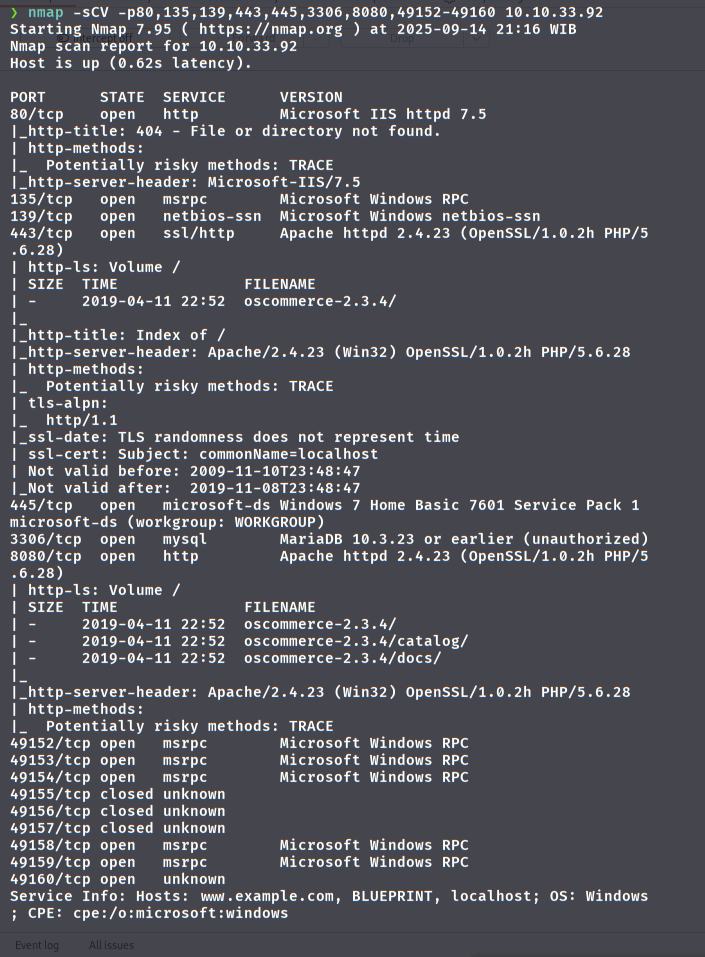 ❯ nmap -sCV -p80,135,139,443,445,3306,8080,49152-49160 10.10.33.92
Starting Nmap 7.95 ( https://nmap.org ) at 2025-09-14 21:16 WIB
Nmap scan report for 10.10.33.92
Host is up (0.62s latency).

PORT      STATE  SERVICE      VERSION
80/tcp    open   http         Microsoft IIS httpd 7.5
|_http-title: 404 - File or directory not found.
| http-methods:
|_  Potentially risky methods: TRACE
|_http-server-header: Microsoft-IIS/7.5
135/tcp   open   msrpc        Microsoft Windows RPC
139/tcp   open   netbios-ssn  Microsoft Windows netbios-ssn
443/tcp   open   ssl/http     Apache httpd 2.4.23 (OpenSSL/1.0.2h PHP/5
.6.28)
| http-ls: Volume /
| SIZE  TIME              FILENAME
| -     2019-04-11 22:52  oscommerce-2.3.4/
|_
|_http-title: Index of /
|_http-server-header: Apache/2.4.23 (Win32) OpenSSL/1.0.2h PHP/5.6.28
| http-methods:
|_  Potentially risky methods: TRACE
| tls-alpn:
|_  http/1.1
|_ssl-date: TLS randomness does not represent time
| ssl-cert: Subject: commonName=localhost
| Not valid before: 2009-11-10T23:48:47
|_Not valid after:  2019-11-08T23:48:47
445/tcp   open   microsoft-ds Windows 7 Home Basic 7601 Service Pack 1
microsoft-ds (workgroup: WORKGROUP)
3306/tcp  open   mysql        MariaDB 10.3.23 or earlier (unauthorized)
8080/tcp  open   http         Apache httpd 2.4.23 (OpenSSL/1.0.2h PHP/5
.6.28)
| http-ls: Volume /
| SIZE  TIME              FILENAME
| -     2019-04-11 22:52  oscommerce-2.3.4/
| -     2019-04-11 22:52  oscommerce-2.3.4/catalog/
| -     2019-04-11 22:52  oscommerce-2.3.4/docs/
|_
|_http-server-header: Apache/2.4.23 (Win32) OpenSSL/1.0.2h PHP/5.6.28
| http-methods:
|_  Potentially risky methods: TRACE
49152/tcp open   msrpc        Microsoft Windows RPC
49153/tcp open   msrpc        Microsoft Windows RPC
49154/tcp open   msrpc        Microsoft Windows RPC
49155/tcp closed unknown
49156/tcp closed unknown
49157/tcp closed unknown
49158/tcp open   msrpc        Microsoft Windows RPC
49159/tcp open   msrpc        Microsoft Windows RPC
49160/tcp open   unknown
Service Info: Hosts: www.example.com, BLUEPRINT, localhost; OS: Windows
; CPE: cpe:/o:microsoft:windows
Event log All issues